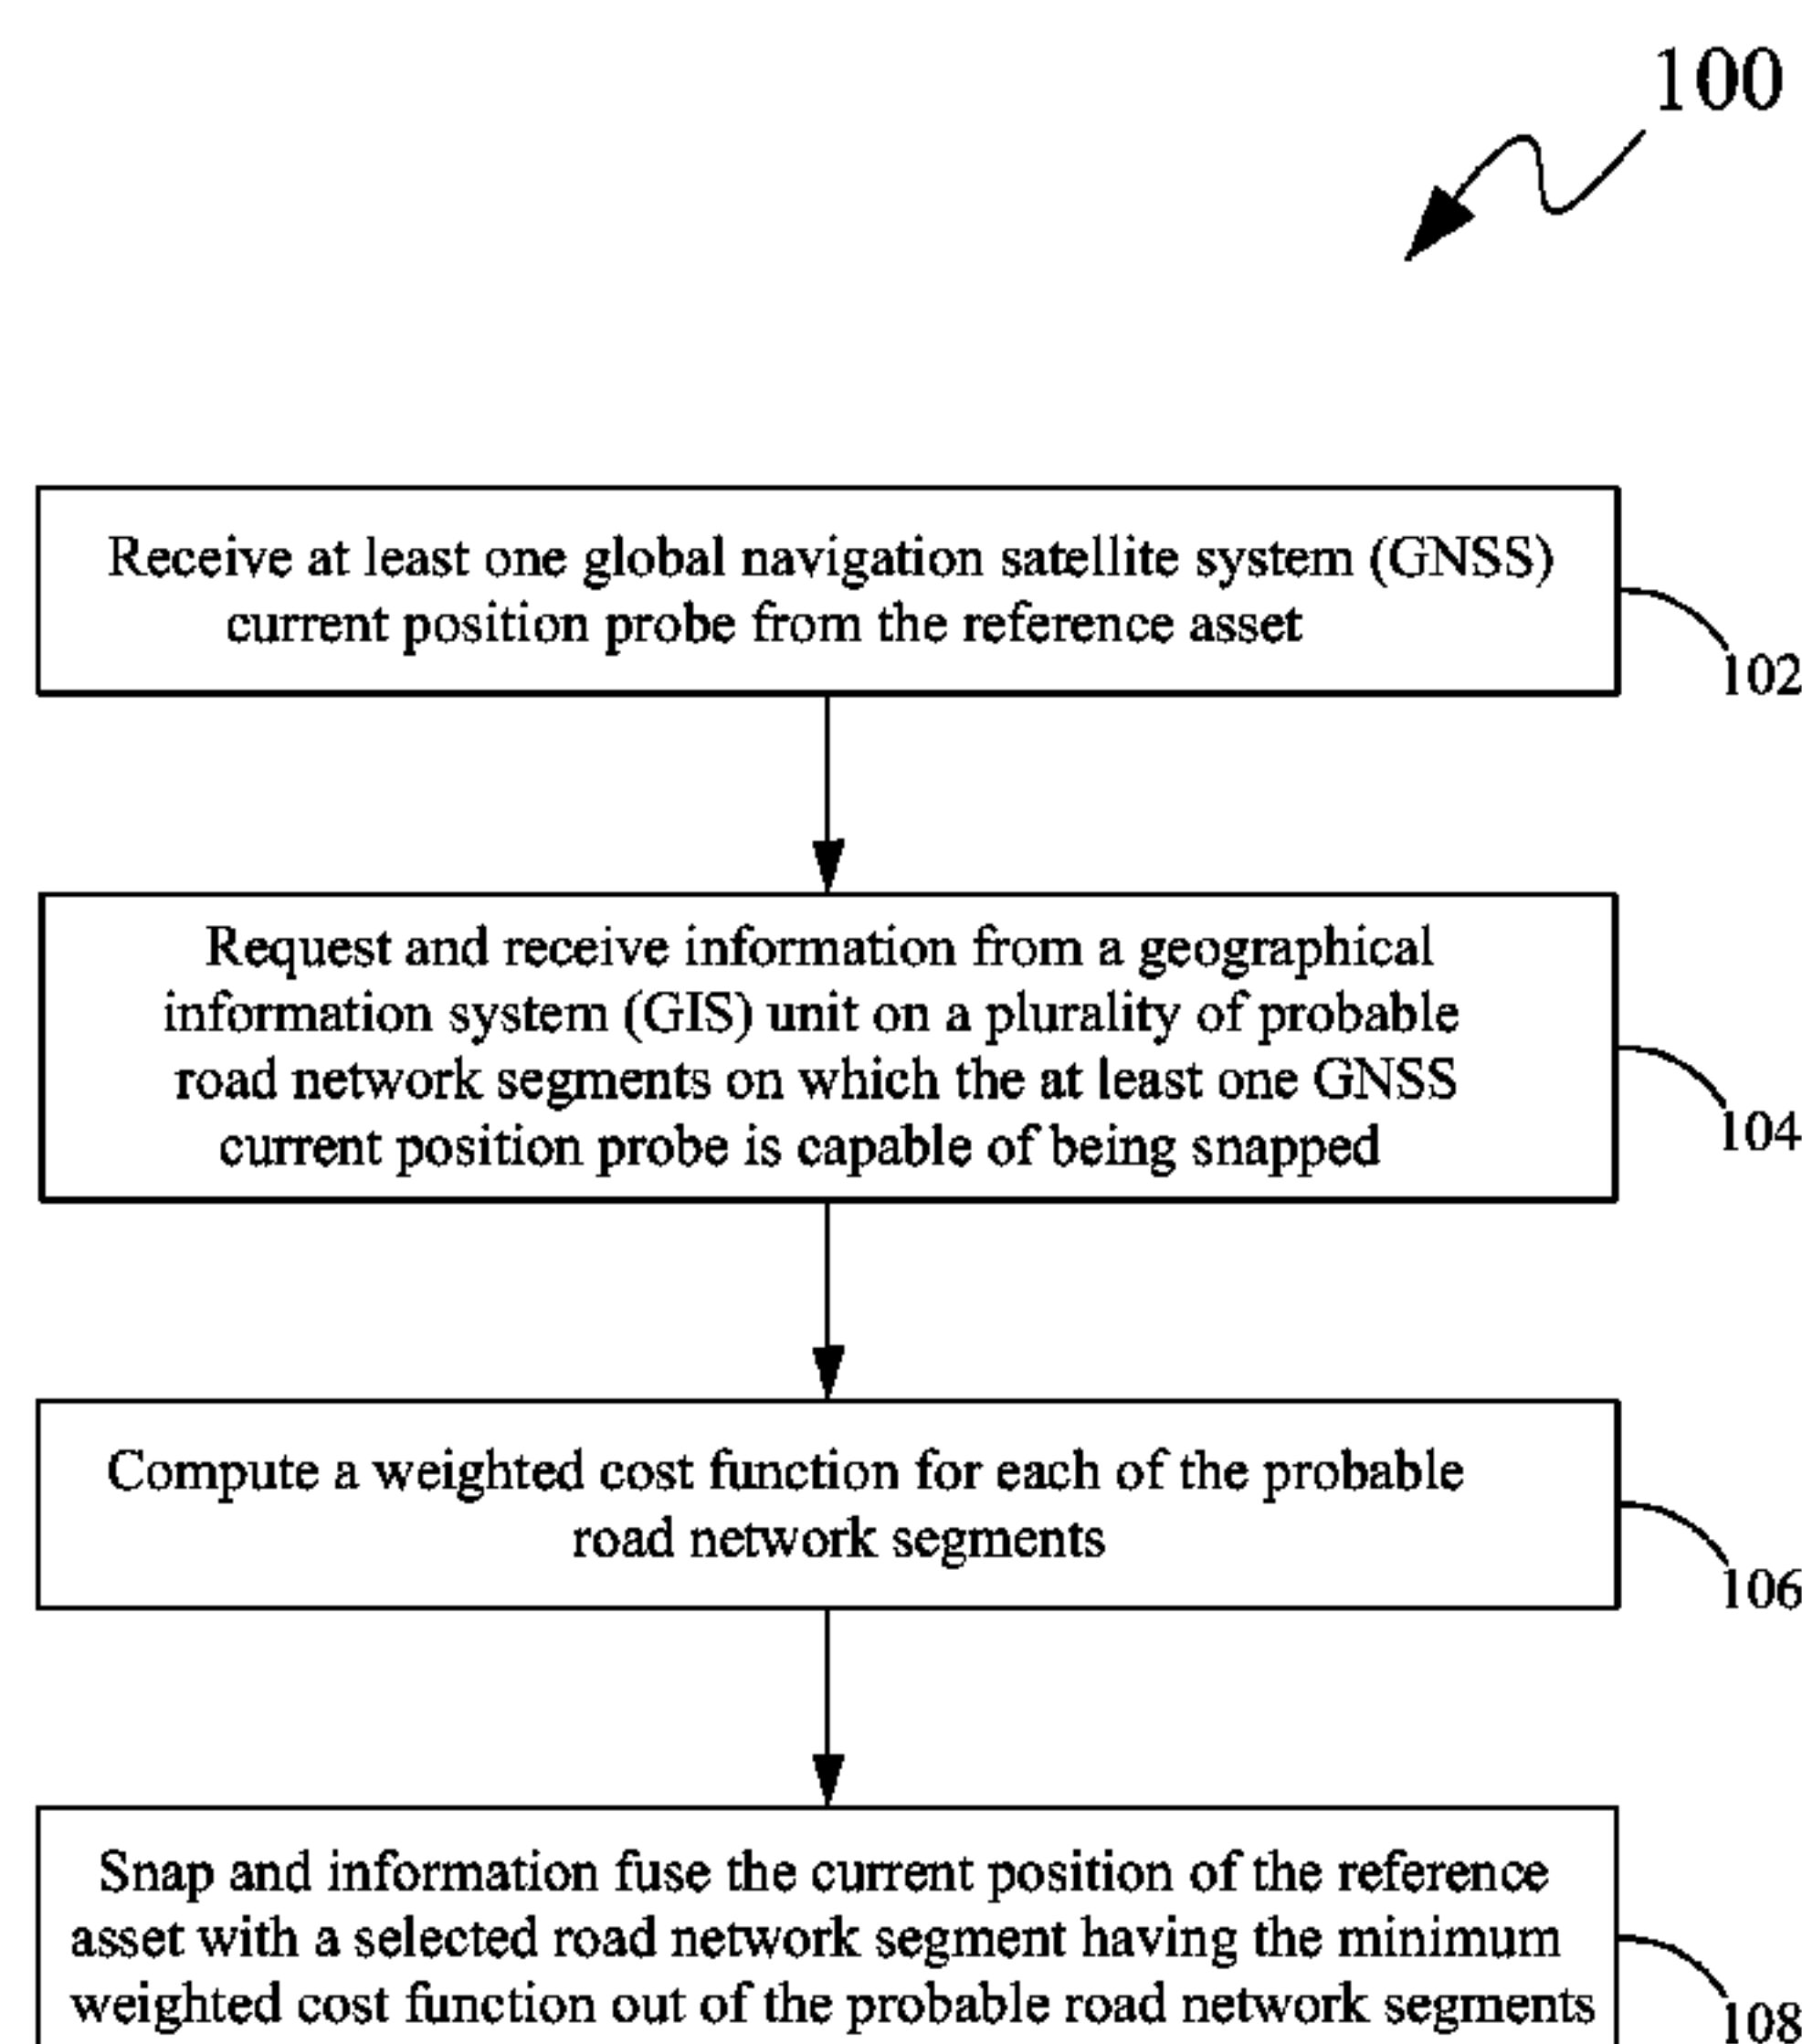 100
Receive at least one global navigation satellite system (GNSS)
current position probe from the reference asset
102
Request and receive information from a geographical
information system (GIS) unit on a plurality of probable
road network segments on which the at least one GNSS
current position probe is capable of being snapped
104
Compute a weighted cost function for each of the probable
road network segments
106
Snap and information fuse the current position of the reference
asset with a selected road network segment having the minimum
weighted cost function out of the probable road network segments
108